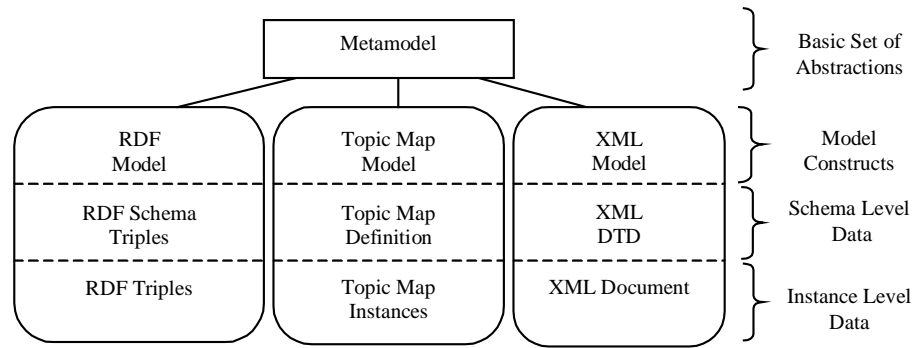 Metamodel
Basic Set of
Abstractions
RDF
Model
Topic Map
Model
XML
Model
Model
Constructs
RDF Schema
Triples
Topic Map
Definition
XML
DTD
Schema Level
Data
RDF Triples
Topic Map
Instances
XML Document
Instance Level
Data